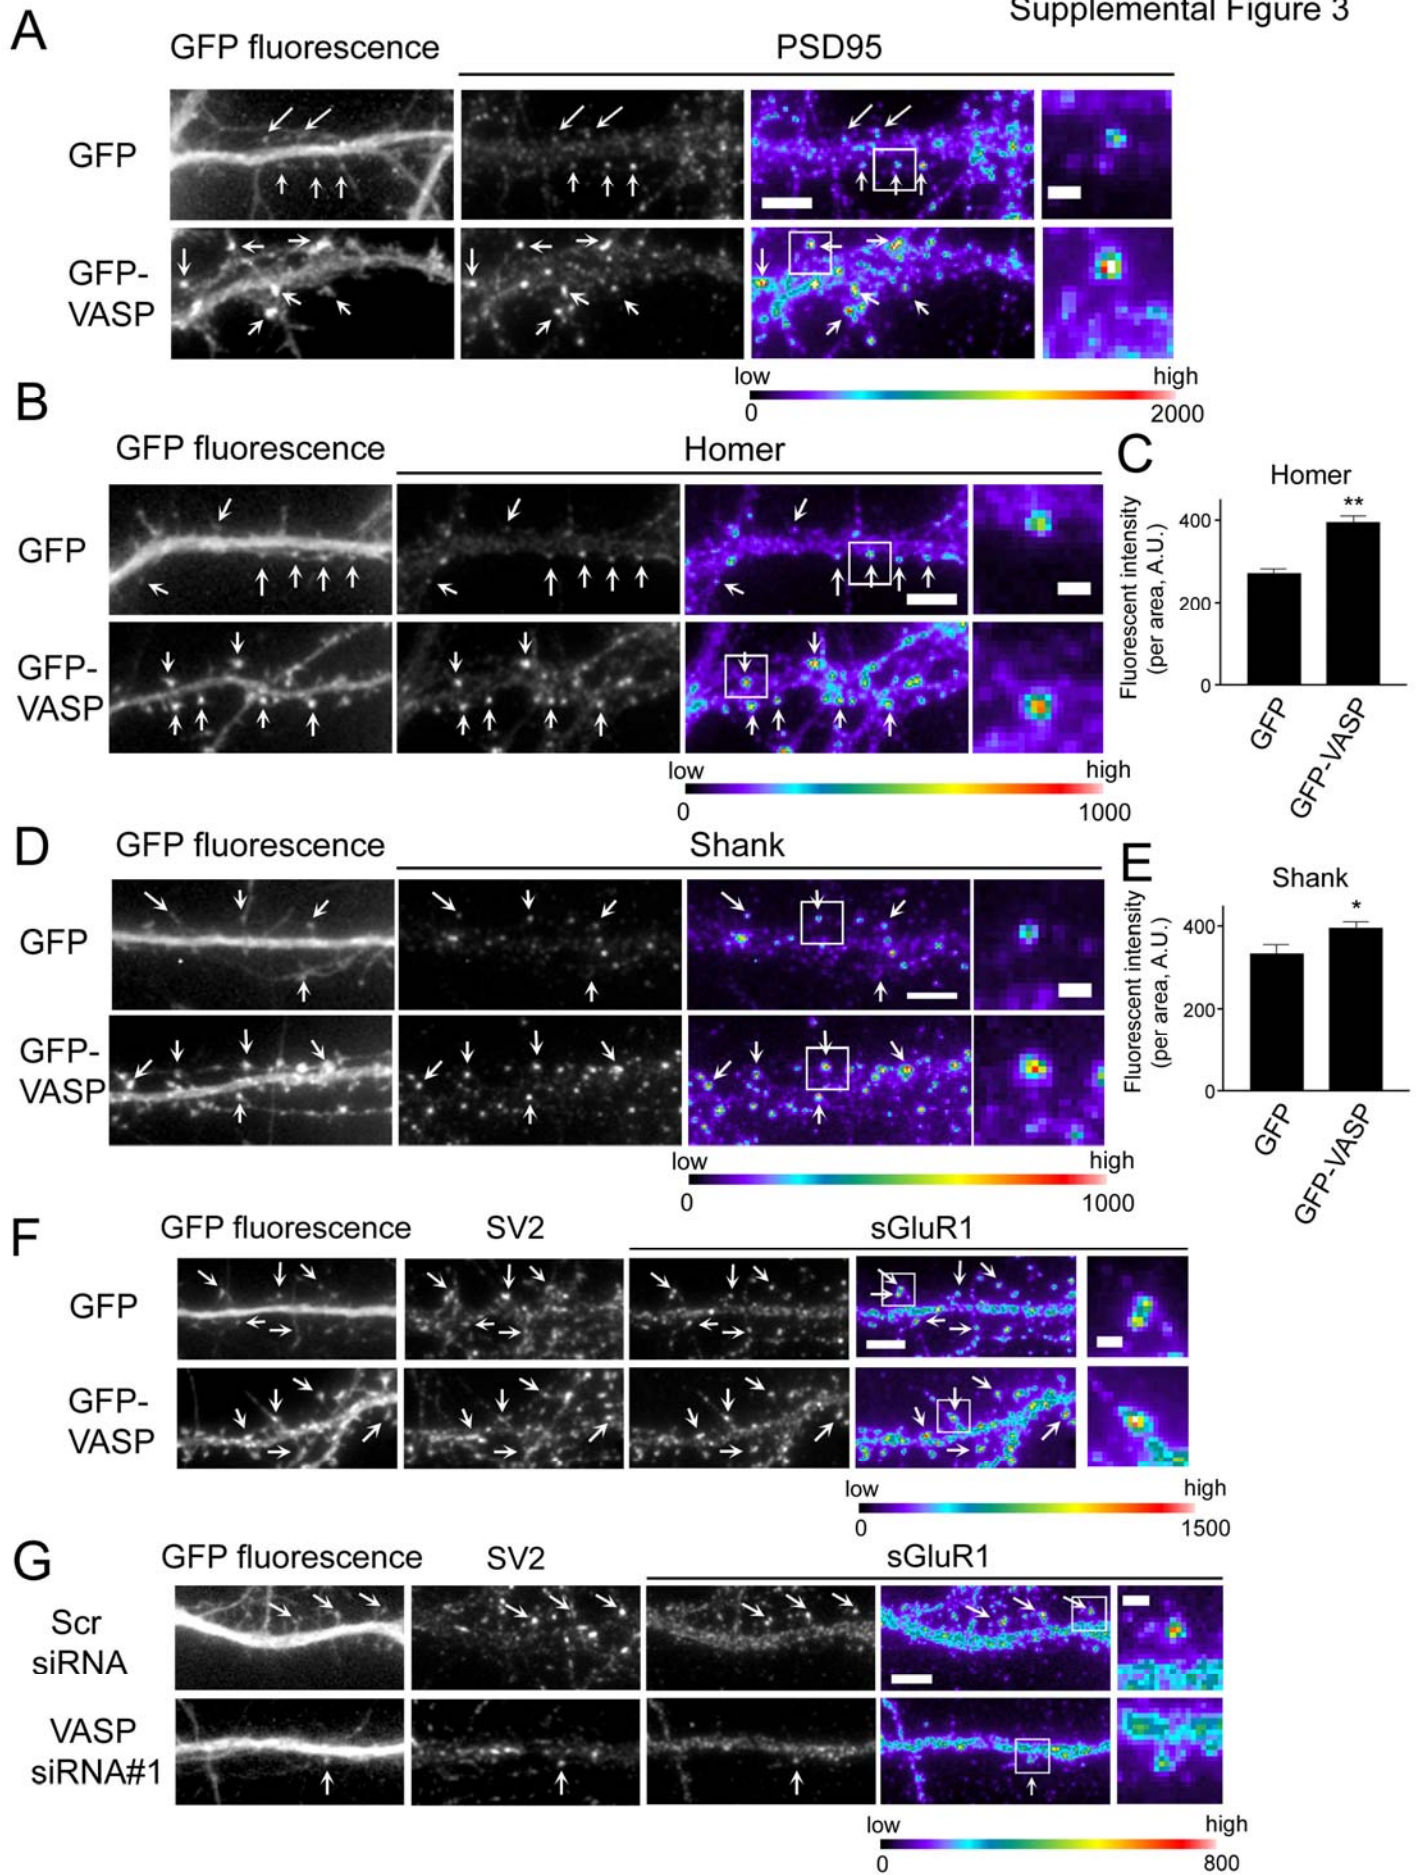 Supplemental Figure 3
A
GFP fluorescence
PSD95
GFP
GFP-
VASP
low
high
0
2000
B
GFP fluorescence
Homer
GFP
GFP-
VASP
low
high
0
1000
C
Homer
Fluorescent intensity
(per area, A.U.)
400
200
0
**
GFP
GFP-VASP
D
GFP fluorescence
Shank
GFP
GFP-
VASP
low
high
0
1000
E
Shank
Fluorescent intensity
(per area, A.U.)
400
200
0
*
GFP
GFP-VASP
F
GFP fluorescence
SV2
sGluR1
GFP
GFP-
VASP
low
high
0
1500
G
GFP fluorescence
SV2
sGluR1
Scr
siRNA
VASP
siRNA#1
low
high
0
800